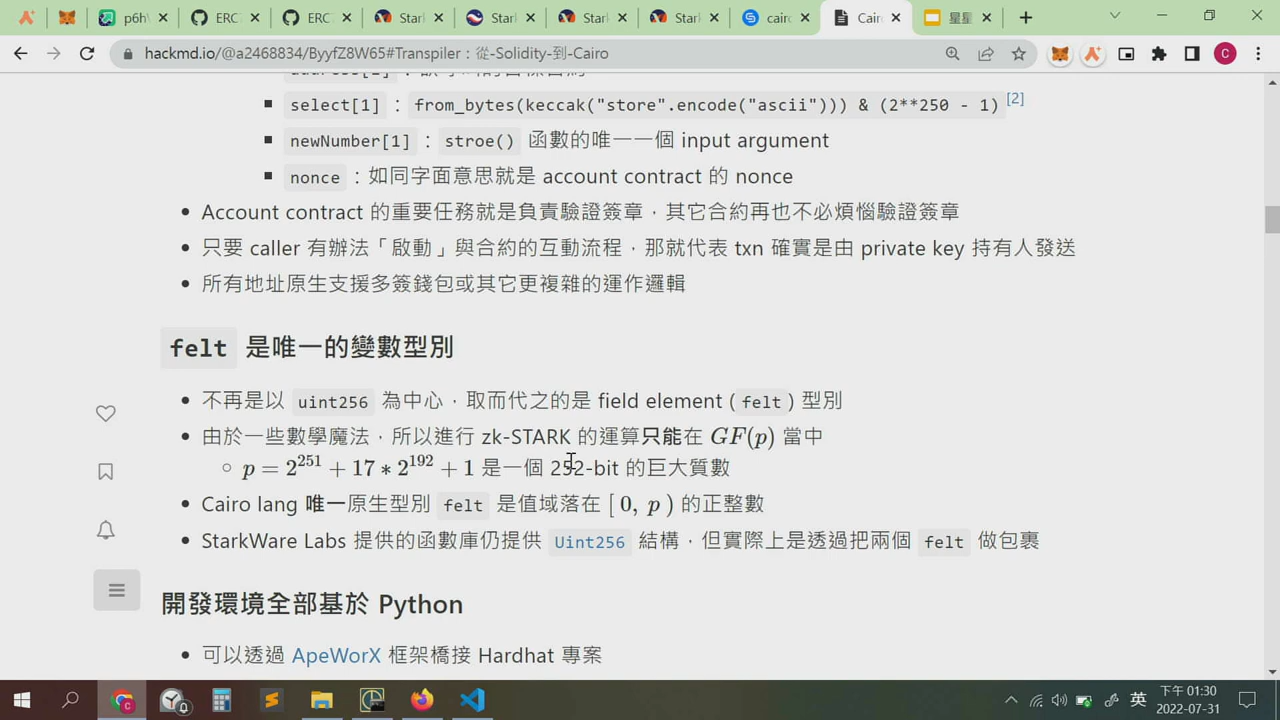 p6hV
ERC
ERC
Stark
Stark
Stark
Stark
cairo
Cairo
星星
hackmd.io/@a2468834/ByyfZ8W65#Transpiler：從-Solidity-到-Cairo
C
select[1] ： from_bytes(keccak("store".encode("ascii"))) & (2**250 - 1) [2]
newNumber[1] ： stroe() 函數的唯一一個 input argument
nonce ：如同字面意思就是 account contract 的 nonce
Account contract 的重要任務就是負責驗證簽章，其它合約再也不必煩惱驗證簽章
只要 caller 有辦法「啟動」與合約的互動流程，那就代表 txn 確實是由 private key 持有人發送
所有地址原生支援多簽錢包或其它更複雜的運作邏輯
felt 是唯一的變數型別
不再是以 uint256 為中心，取而代之的是 field element ( felt ) 型別
由於一些數學魔法，所以進行 zk-STARK 的運算只能在 GF(p) 當中
p = 2^251 + 17 * 2^192 + 1 是一個 252-bit 的巨大質數
Cairo lang 唯一原生型別 felt 是值域落在 [ 0, p ) 的正整數
StarkWare Labs 提供的函數庫仍提供 Uint256 結構，但實際上是透過把兩個 felt 做包裹
開發環境全部基於 Python
可以透過 ApeWorX 框架橋接 Hardhat 專案
英
下午 01:30
2022-07-31